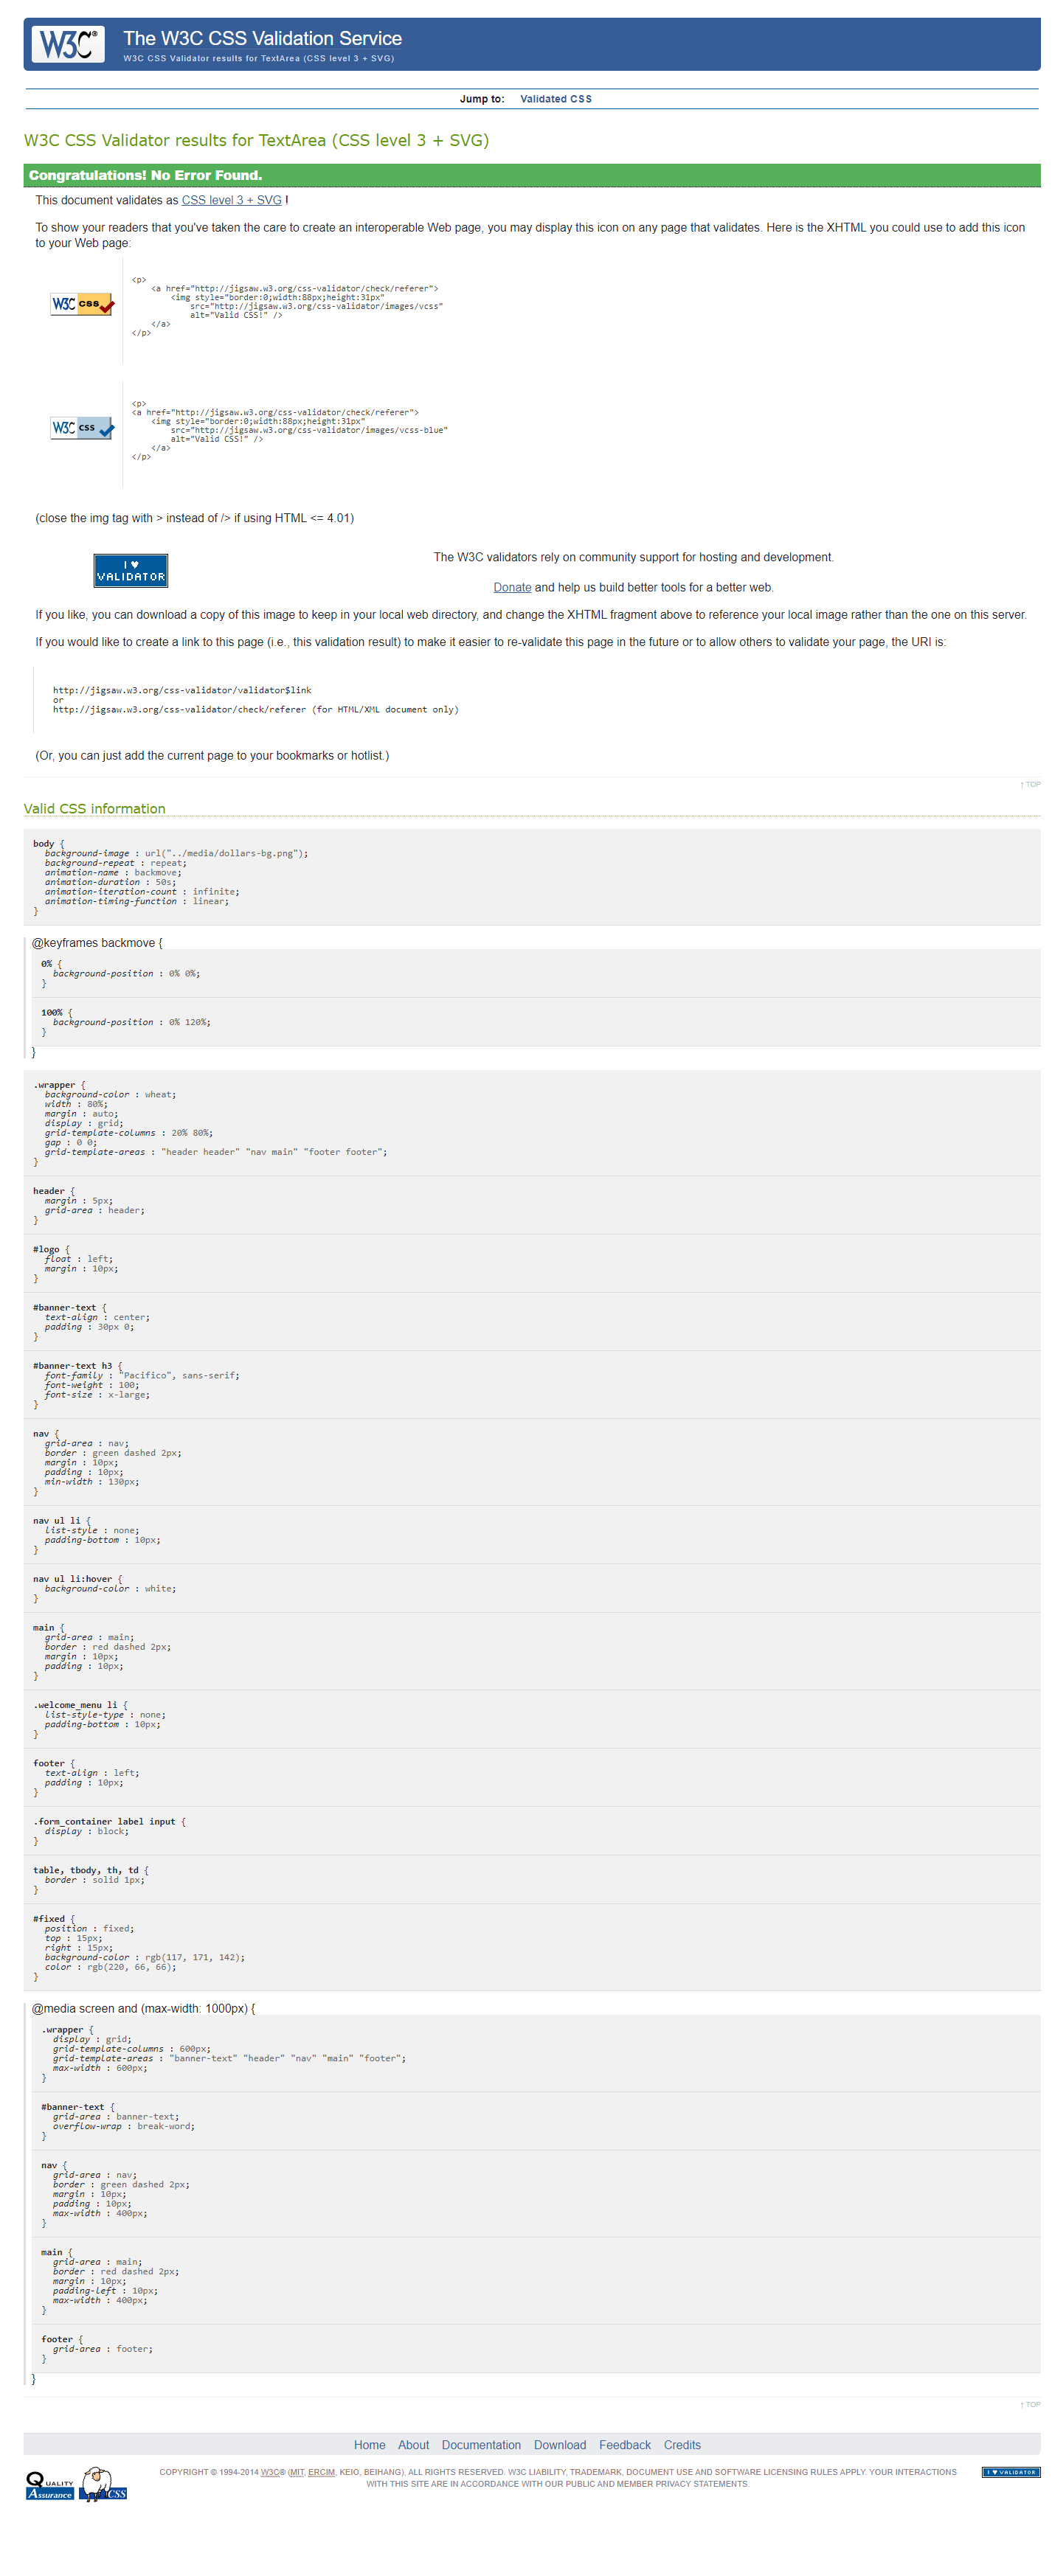 W3C®
The W3C CSS Validation Service
W3C CSS Validator results for TextArea (CSS level 3 + SVG)
Jump to: Validated CSS
W3C CSS Validator results for TextArea (CSS level 3 + SVG)
Congratulations! No Error Found.
This document validates as CSS level 3 + SVG !
To show your readers that you've taken the care to create an interoperable Web page, you may display this icon on any page that validates. Here is the XHTML you could use to add this icon
to your Web page:
W3C css
<p>
<a href="http://jigsaw.w3.org/css-validator/check/referer">
<img style="border:0;width:88px;height:31px"
src="http://jigsaw.w3.org/css-validator/images/vcss"
alt="Valid CSS!" />
</a>
</p>
W3C css
<p>
<a href="http://jigsaw.w3.org/css-validator/check/referer">
<img style="border:0;width:88px;height:31px"
src="http://jigsaw.w3.org/css-validator/images/vcss-blue"
alt="Valid CSS!" />
</a>
</p>
(close the img tag with > instead of /> if using HTML <= 4.01)
I ♥
VALIDATOR
The W3C validators rely on community support for hosting and development.
Donate and help us build better tools for a better web.
If you like, you can download a copy of this image to keep in your local web directory, and change the XHTML fragment above to reference your local image rather than the one on this server.
If you would like to create a link to this page (i.e., this validation result) to make it easier to re-validate this page in the future or to allow others to validate your page, the URI is:
http://jigsaw.w3.org/css-validator/validator$link
or
http://jigsaw.w3.org/css-validator/check/referer (for HTML/XML document only)
(Or, you can just add the current page to your bookmarks or hotlist.)
↑ TOP
Valid CSS information
body {
background-image : url("../media/dollars-bg.png");
background-repeat : repeat;
animation-name : backmove;
animation-duration : 50s;
animation-iteration-count : infinite;
animation-timing-function : linear;
}
@keyframes backmove {
0% {
background-position : 0% 0%;
}
100% {
background-position : 0% 120%;
}
}
.wrapper {
background-color : wheat;
width : 80%;
margin : auto;
display : grid;
grid-template-columns : 20% 80%;
gap : 0 0;
grid-template-areas : "header header" "nav main" "footer footer";
}
header {
margin : 5px;
grid-area : header;
}
#logo {
float : left;
margin : 10px;
}
#banner-text {
text-align : center;
padding : 30px 0;
}
#banner-text h3 {
font-family : "Pacifico", sans-serif;
font-weight : 100;
font-size : x-large;
}
nav {
grid-area : nav;
border : green dashed 2px;
margin : 10px;
padding : 10px;
min-width : 130px;
}
nav ul li {
list-style : none;
padding-bottom : 10px;
}
nav ul li:hover {
background-color : white;
}
main {
grid-area : main;
border : red dashed 2px;
margin : 10px;
padding : 10px;
}
.welcome_menu li {
list-style-type : none;
padding-bottom : 10px;
}
footer {
text-align : left;
padding : 10px;
}
.form_container label input {
display : block;
}
table, tbody, th, td {
border : solid 1px;
}
#fixed {
position : fixed;
top : 15px;
right : 15px;
background-color : rgb(117, 171, 142);
color : rgb(220, 66, 66);
}
@media screen and (max-width: 1000px) {
.wrapper {
display : grid;
grid-template-columns : 600px;
grid-template-areas : "banner-text" "header" "nav" "main" "footer";
max-width : 600px;
}
#banner-text {
grid-area : banner-text;
overflow-wrap : break-word;
}
nav {
grid-area : nav;
border : green dashed 2px;
margin : 10px;
padding : 10px;
max-width : 400px;
}
main {
grid-area : main;
border : red dashed 2px;
margin : 10px;
padding-left : 10px;
max-width : 400px;
}
footer {
grid-area : footer;
}
}
↑ TOP
Home About Documentation Download Feedback Credits
QUALITY
Assurance
CSS
COPYRIGHT © 1994-2014 W3C® (MIT, ERCIM, KEIO, BEIHANG), ALL RIGHTS RESERVED. W3C LIABILITY, TRADEMARK, DOCUMENT USE AND SOFTWARE LICENSING RULES APPLY. YOUR INTERACTIONS
WITH THIS SITE ARE IN ACCORDANCE WITH OUR PUBLIC AND MEMBER PRIVACY STATEMENTS.
I ♥ VALIDATOR